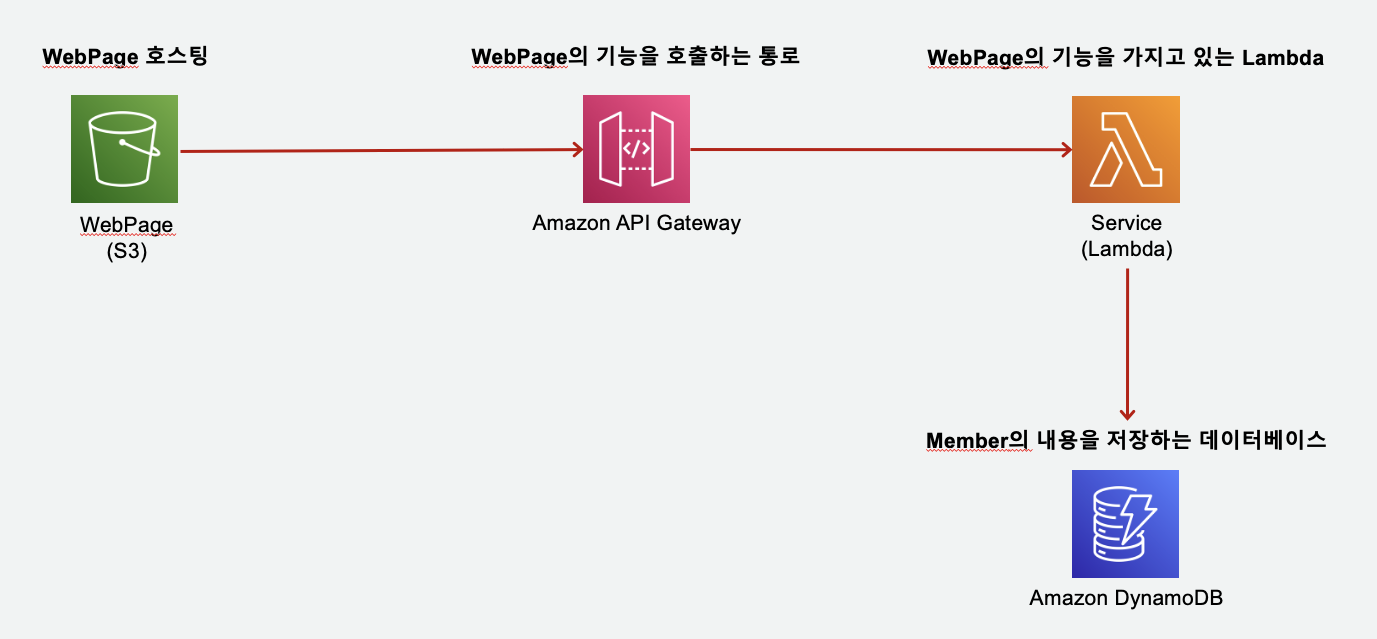 WebPage 호스팅
WebPage의 기능을 호출하는 통로
WebPage의 기능을 가지고 있는 Lambda
</>
WebPage
(S3)
Amazon API Gateway
Service
(Lambda)
Member의 내용을 저장하는 데이터베이스
Amazon DynamoDB